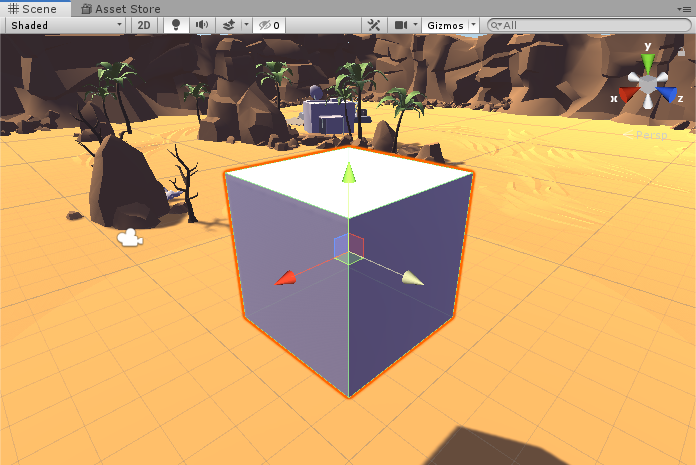 Scene Asset Store
Shaded 2D 0 Gizmos All
y
x z
Persp